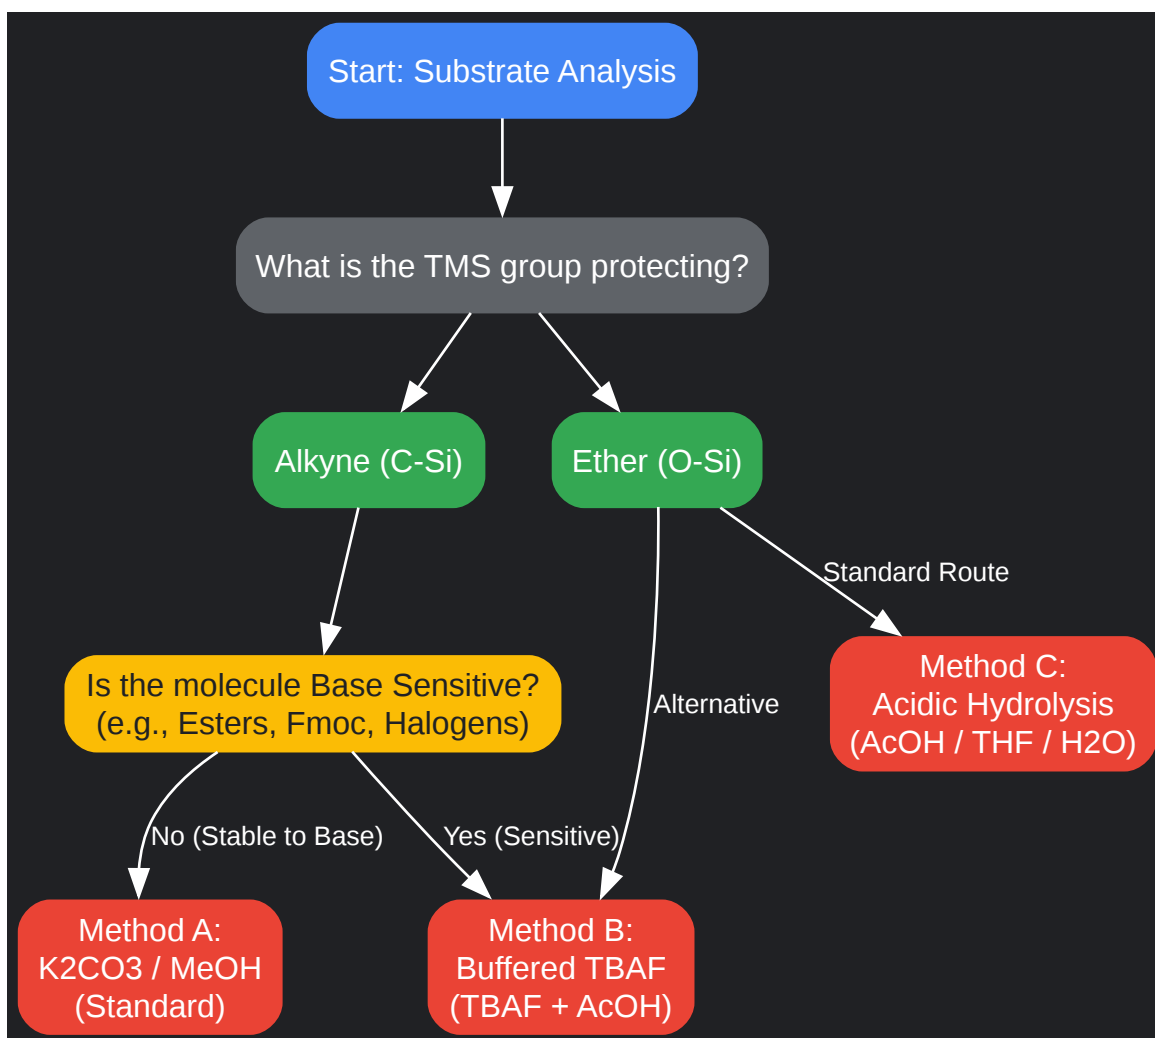 Start: Substrate Analysis
What is the TMS group protecting?
Alkyne (C-Si)
Ether (O-Si)
Standard Route
Is the molecule Base Sensitive?
(e.g., Esters, Fmoc, Halogens)
Alternative
Method C:
Acidic Hydrolysis
(AcOH / THF / H2O)
No (Stable to Base)
Yes (Sensitive)
Method A:
K2CO3 / MeOH
(Standard)
Method B:
Buffered TBAF
(TBAF + AcOH)